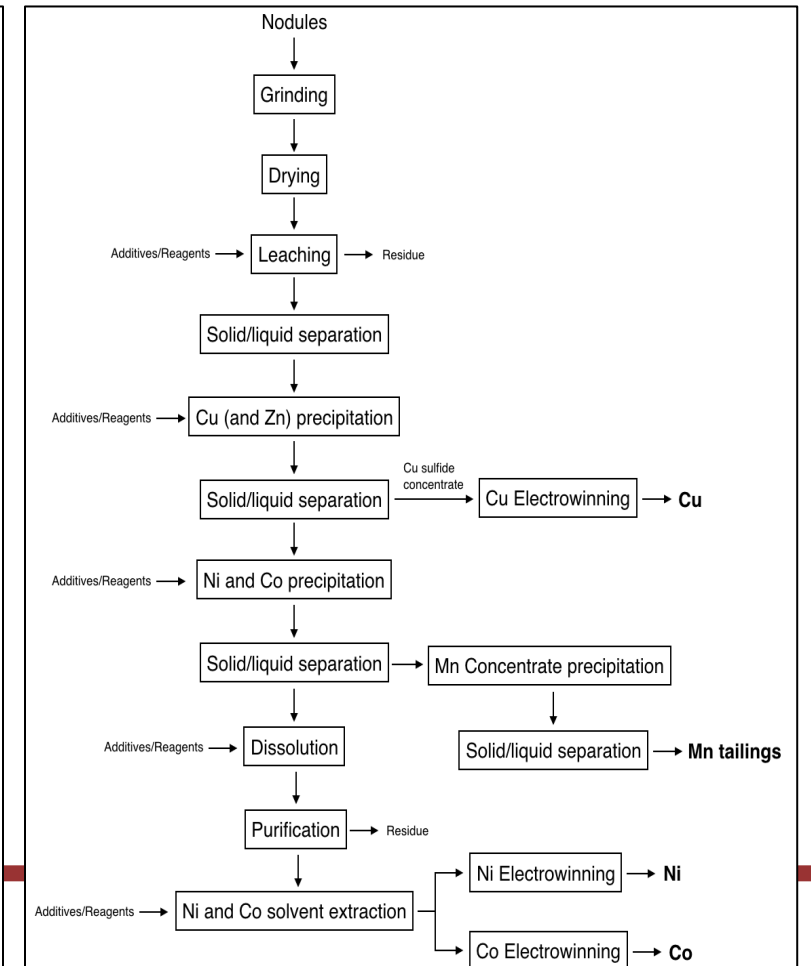 Nodules
Grinding
Drying
Additives/Reagents
Leaching
Residue
Solid/liquid separation
Additives/Reagents
Cu (and Zn) precipitation
Solid/liquid separation
Cu sulfide
concentrate
Cu Electrowinning
Cu
Additives/Reagents
Ni and Co precipitation
Solid/liquid separation
Mn Concentrate precipitation
Additives/Reagents
Dissolution
Solid/liquid separation
Mn tailings
Purification
Residue
Ni Electrowinning
Ni
Additives/Reagents
Ni and Co solvent extraction
Co Electrowinning
Co